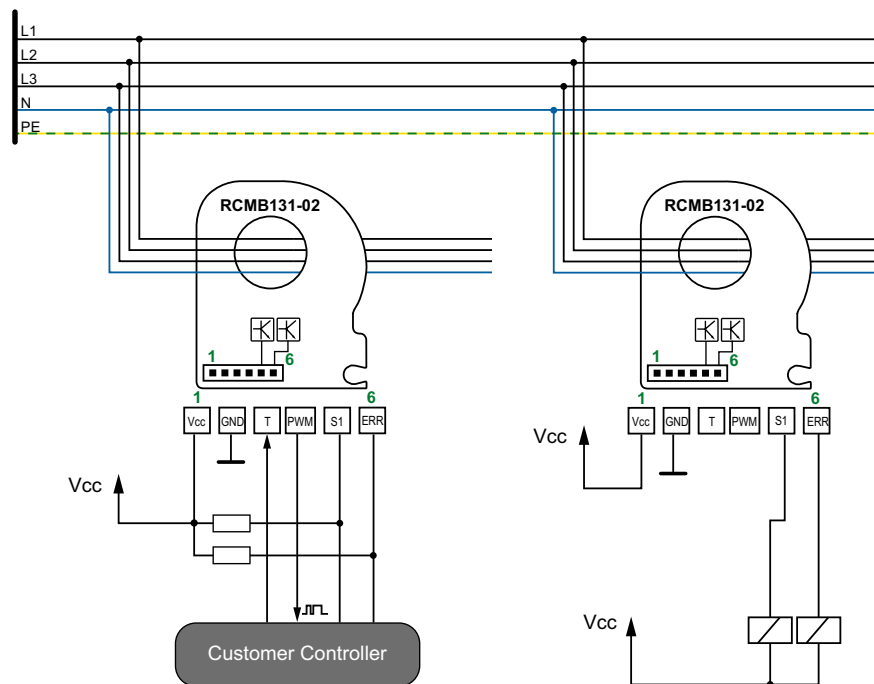 L1
L2
L3
N
PE
RCMB131-02
RCMB131-02
1
6
1
6
1
6
1
6
Vcc
GND
T
PWM
S1
ERR
Vcc
GND
T
PWM
S1
ERR
Vcc
Vcc
Vcc
Customer Controller